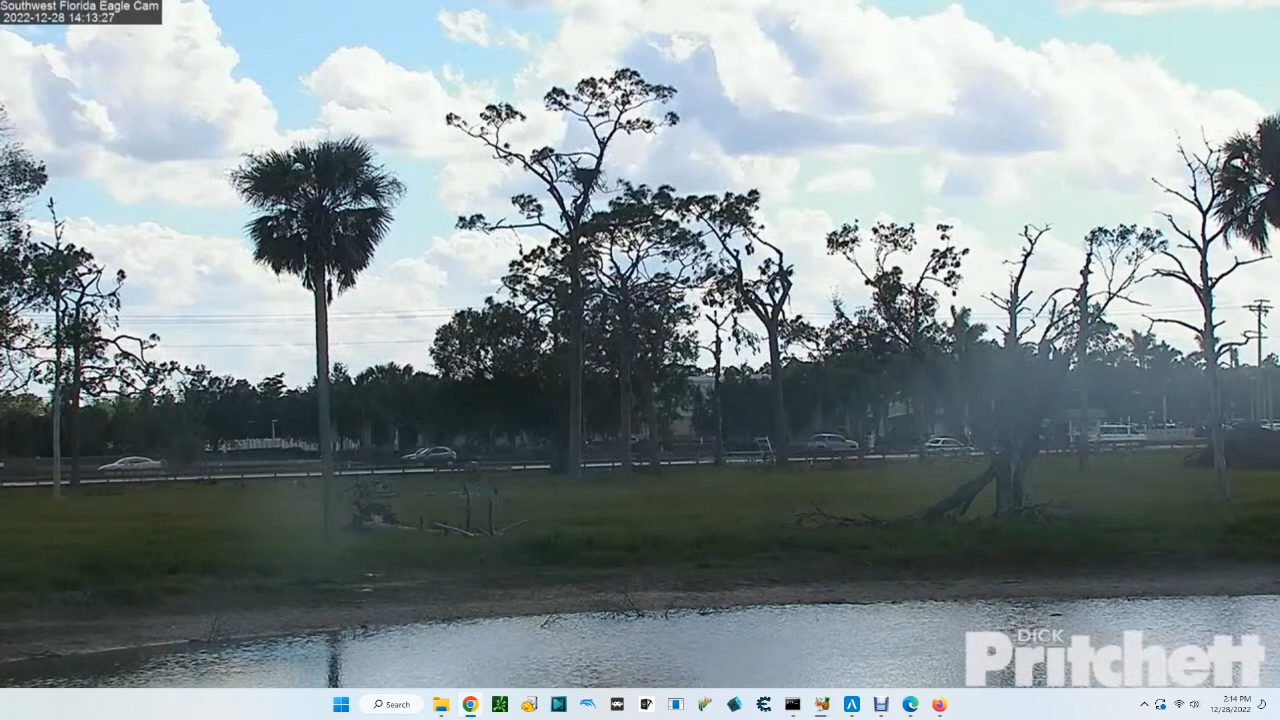 Southwest Florida Eagle Cam
2022-12-28 14:13:27
DICK
Pritchett
Search
2:14 PM
12/28/2022